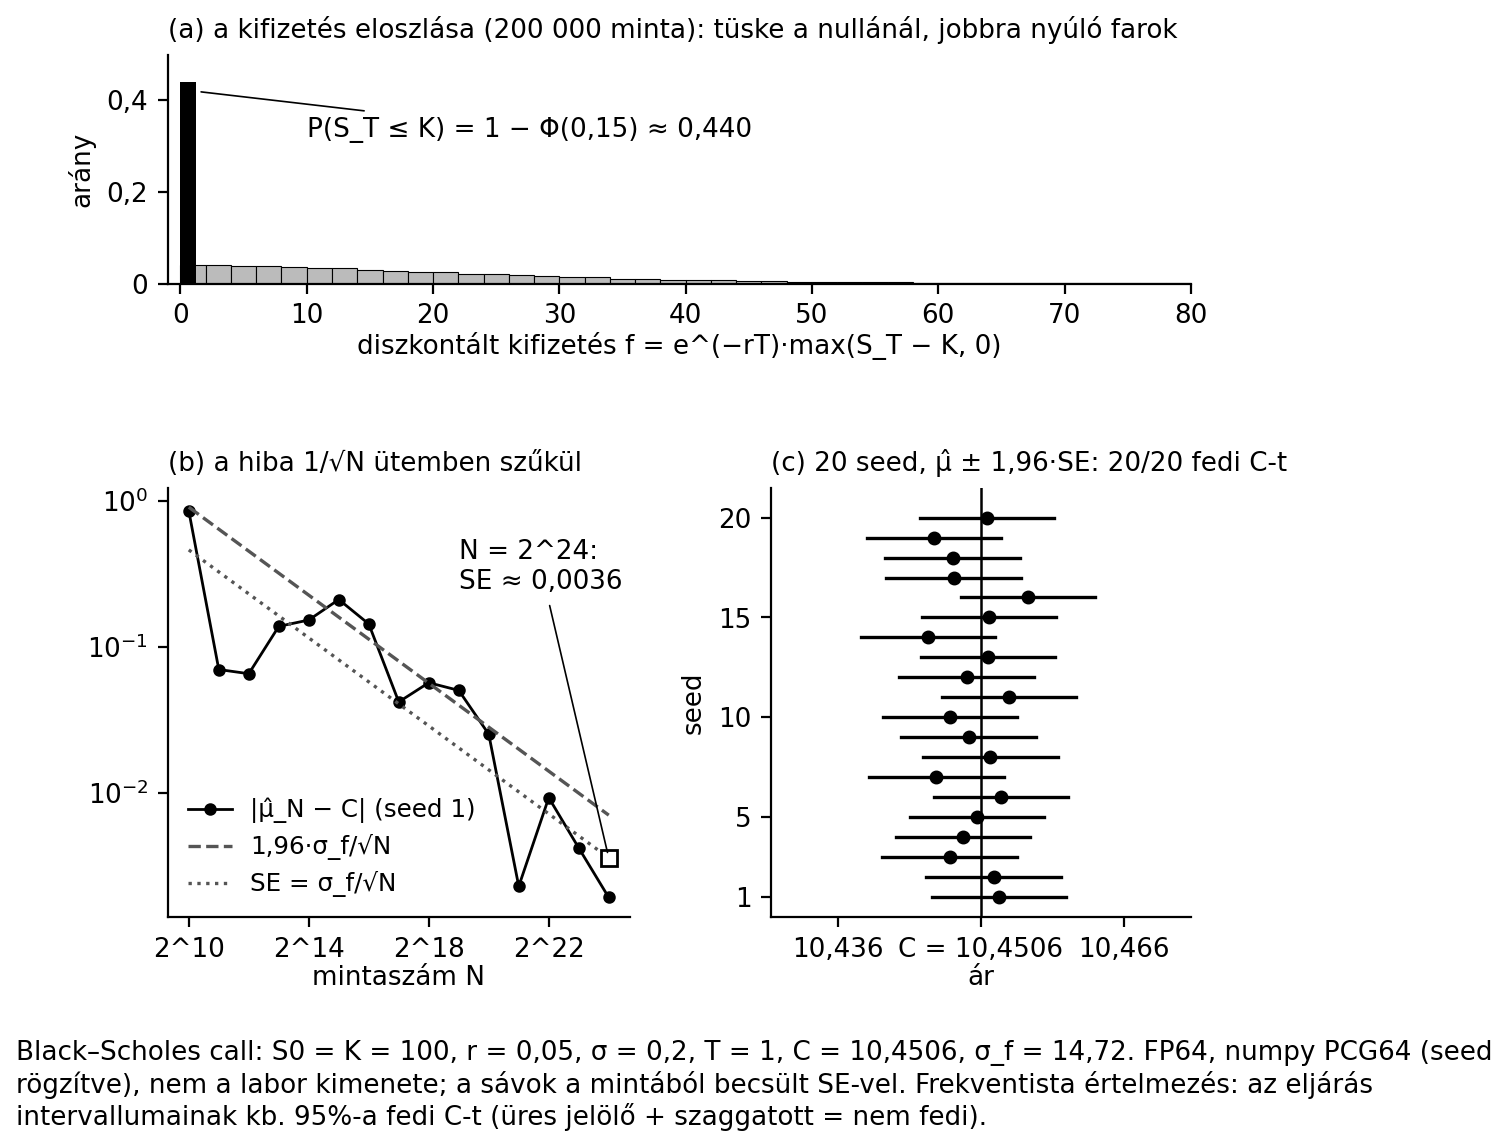 (a) a kifizetés eloszlása (200 000 minta): tüske a nullánál, jobbra nyúló farok
0,4
0,2
0
arány
P(S_T ≤ K) = 1 − Φ(0,15) ≈ 0,440
0 10 20 30 40 50 60 70 80
diszkontált kifizetés f = e^(−rT)·max(S_T − K, 0)
(b) a hiba 1/√N ütemben szűkül
10⁰
10⁻¹
10⁻²
N = 2^24:
SE ≈ 0,0036
|μ̂_N − C| (seed 1)
1,96·σ_f/√N
SE = σ_f/√N
2^10 2^14 2^18 2^22
mintaszám N
(c) 20 seed, μ̂ ± 1,96·SE: 20/20 fedi C-t
20
15
10
5
1
seed
10,436 C = 10,4506 10,466
ár
Black–Scholes call: S0 = K = 100, r = 0,05, σ = 0,2, T = 1, C = 10,4506, σ_f = 14,72. FP64, numpy PCG64 (seed
rögzítve), nem a labor kimenete; a sávok a mintából becsült SE-vel. Frekventista értelmezés: az eljárás
intervallumainak kb. 95%-a fedi C-t (üres jelölő + szaggatott = nem fedi).